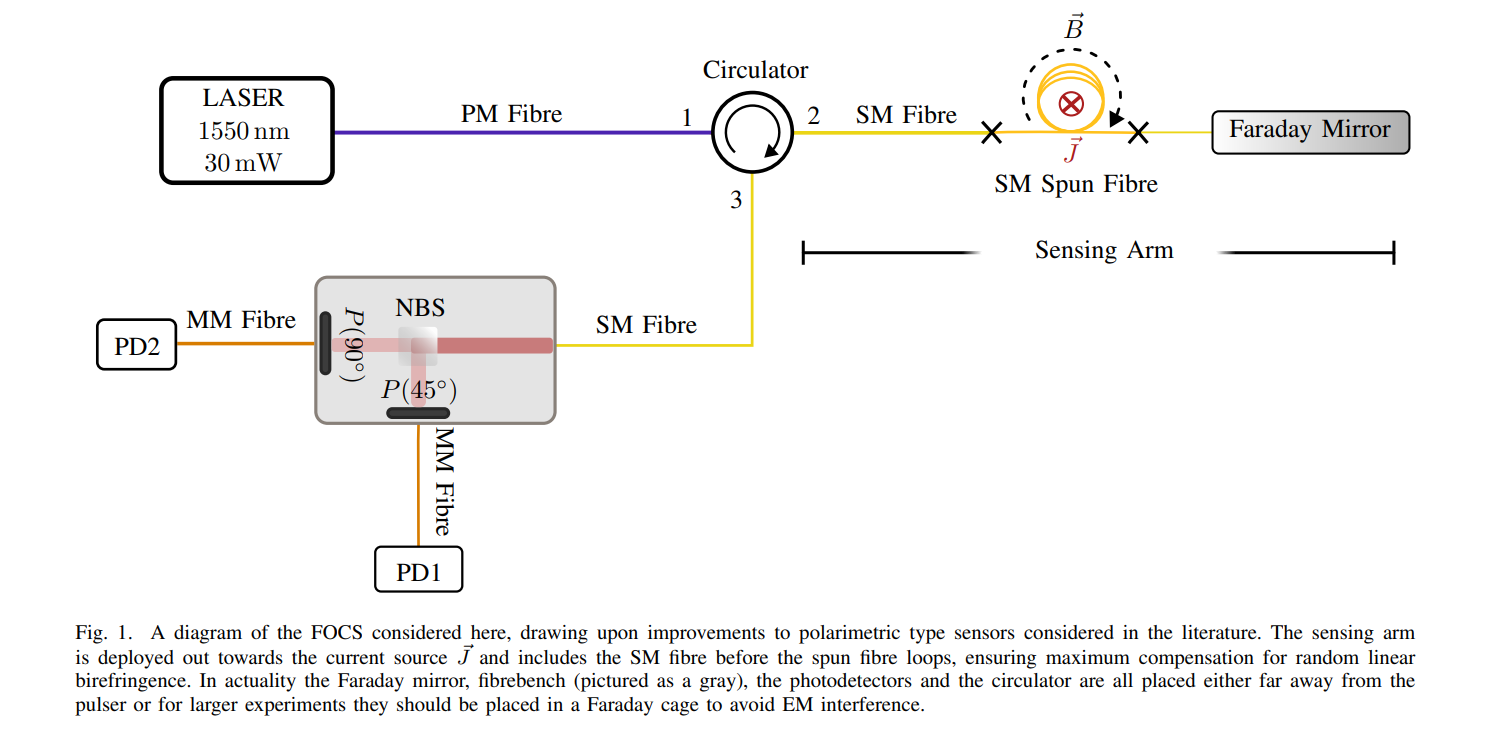 B⃗
Circulator
LASER
1550 nm
30 mW
PM Fibre
1
2
SM Fibre
Faraday Mirror
J⃗
SM Spun Fibre
3
Sensing Arm
NBS
MM Fibre
P(90°)
SM Fibre
PD2
P(45°)
MM Fibre
PD1
Fig. 1. A diagram of the FOCS considered here, drawing upon improvements to polarimetric type sensors considered in the literature. The sensing arm
is deployed out towards the current source J⃗ and includes the SM fibre before the spun fibre loops, ensuring maximum compensation for random linear
birefringence. In actuality the Faraday mirror, fibrebench (pictured as a gray), the photodetectors and the circulator are all placed either far away from the
pulser or for larger experiments they should be placed in a Faraday cage to avoid EM interference.